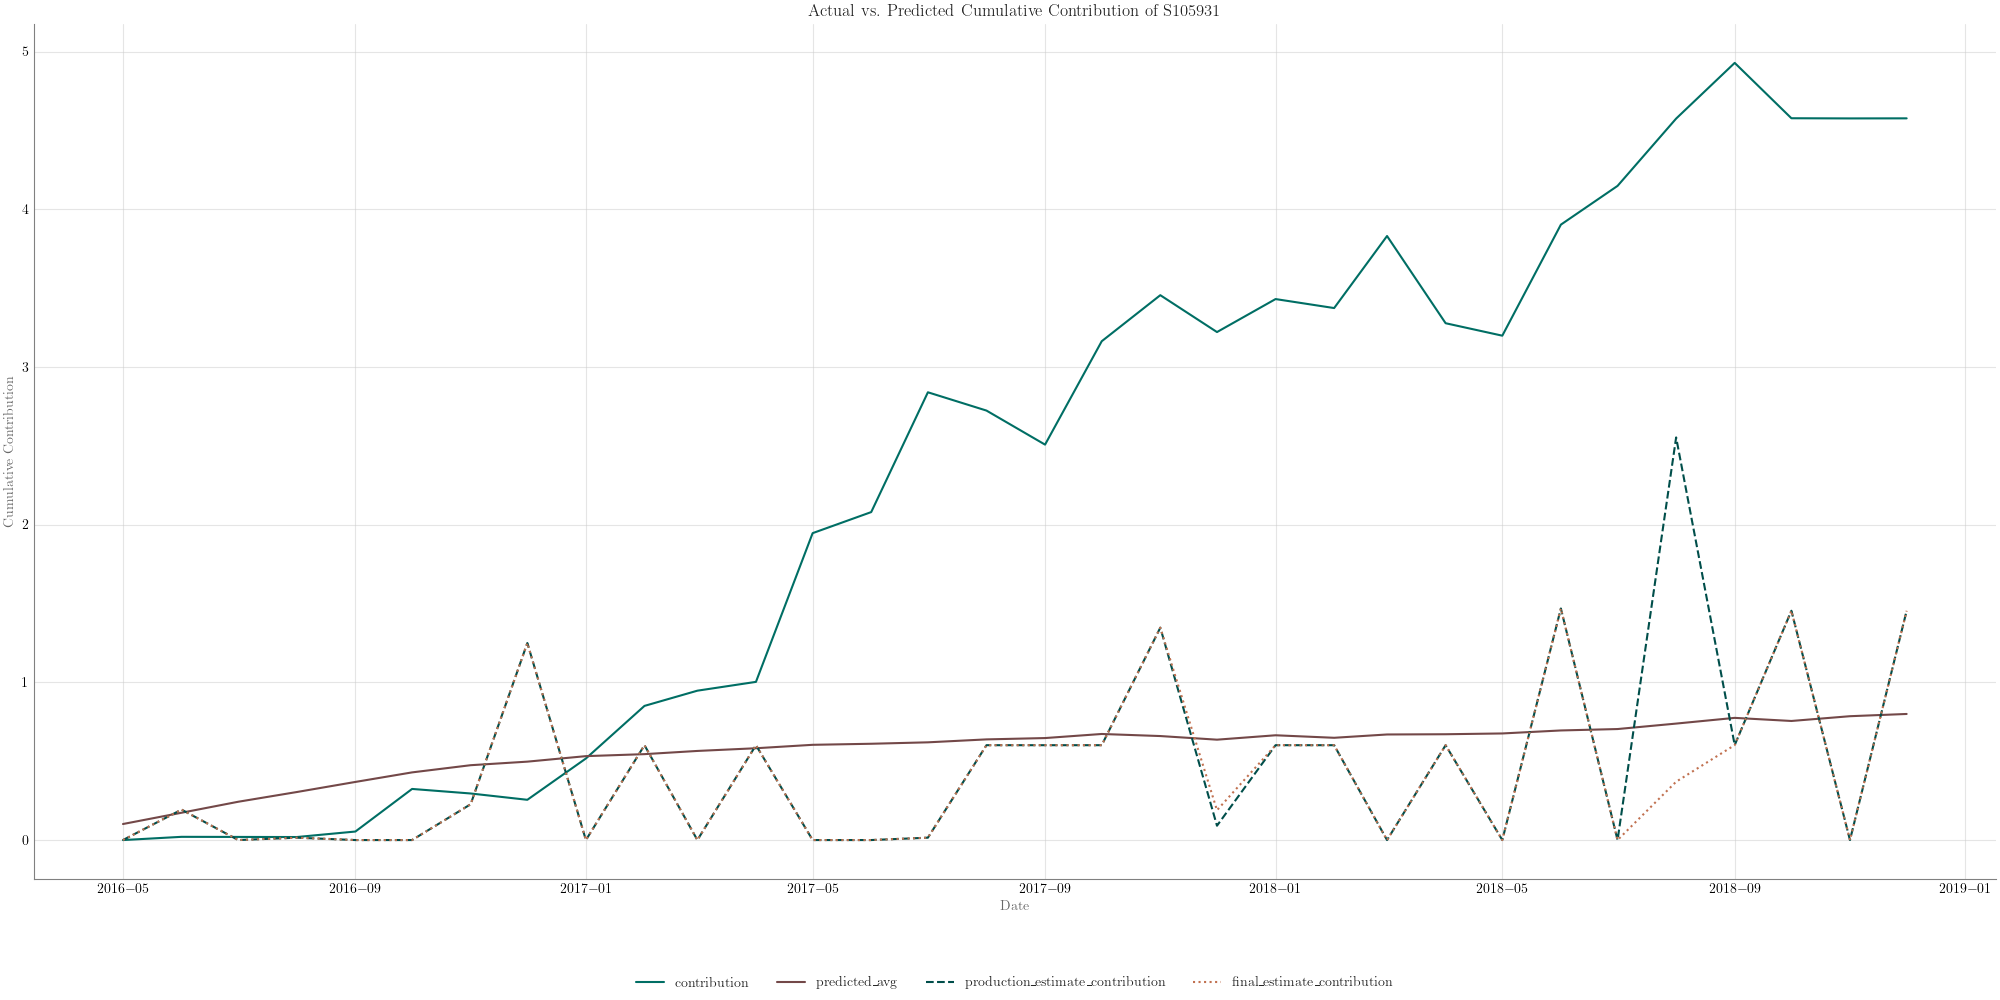 Actual vs. Predicted Cumulative Contribution of S105931
5
4
3
2
1
0
Cumulative Contribution
2016−05 2016−09 2017−01 2017−05 2017−09 2018−01 2018−05 2018−09 2019−01
Date
contribution predicted_avg production_estimate_contribution final_estimate_contribution